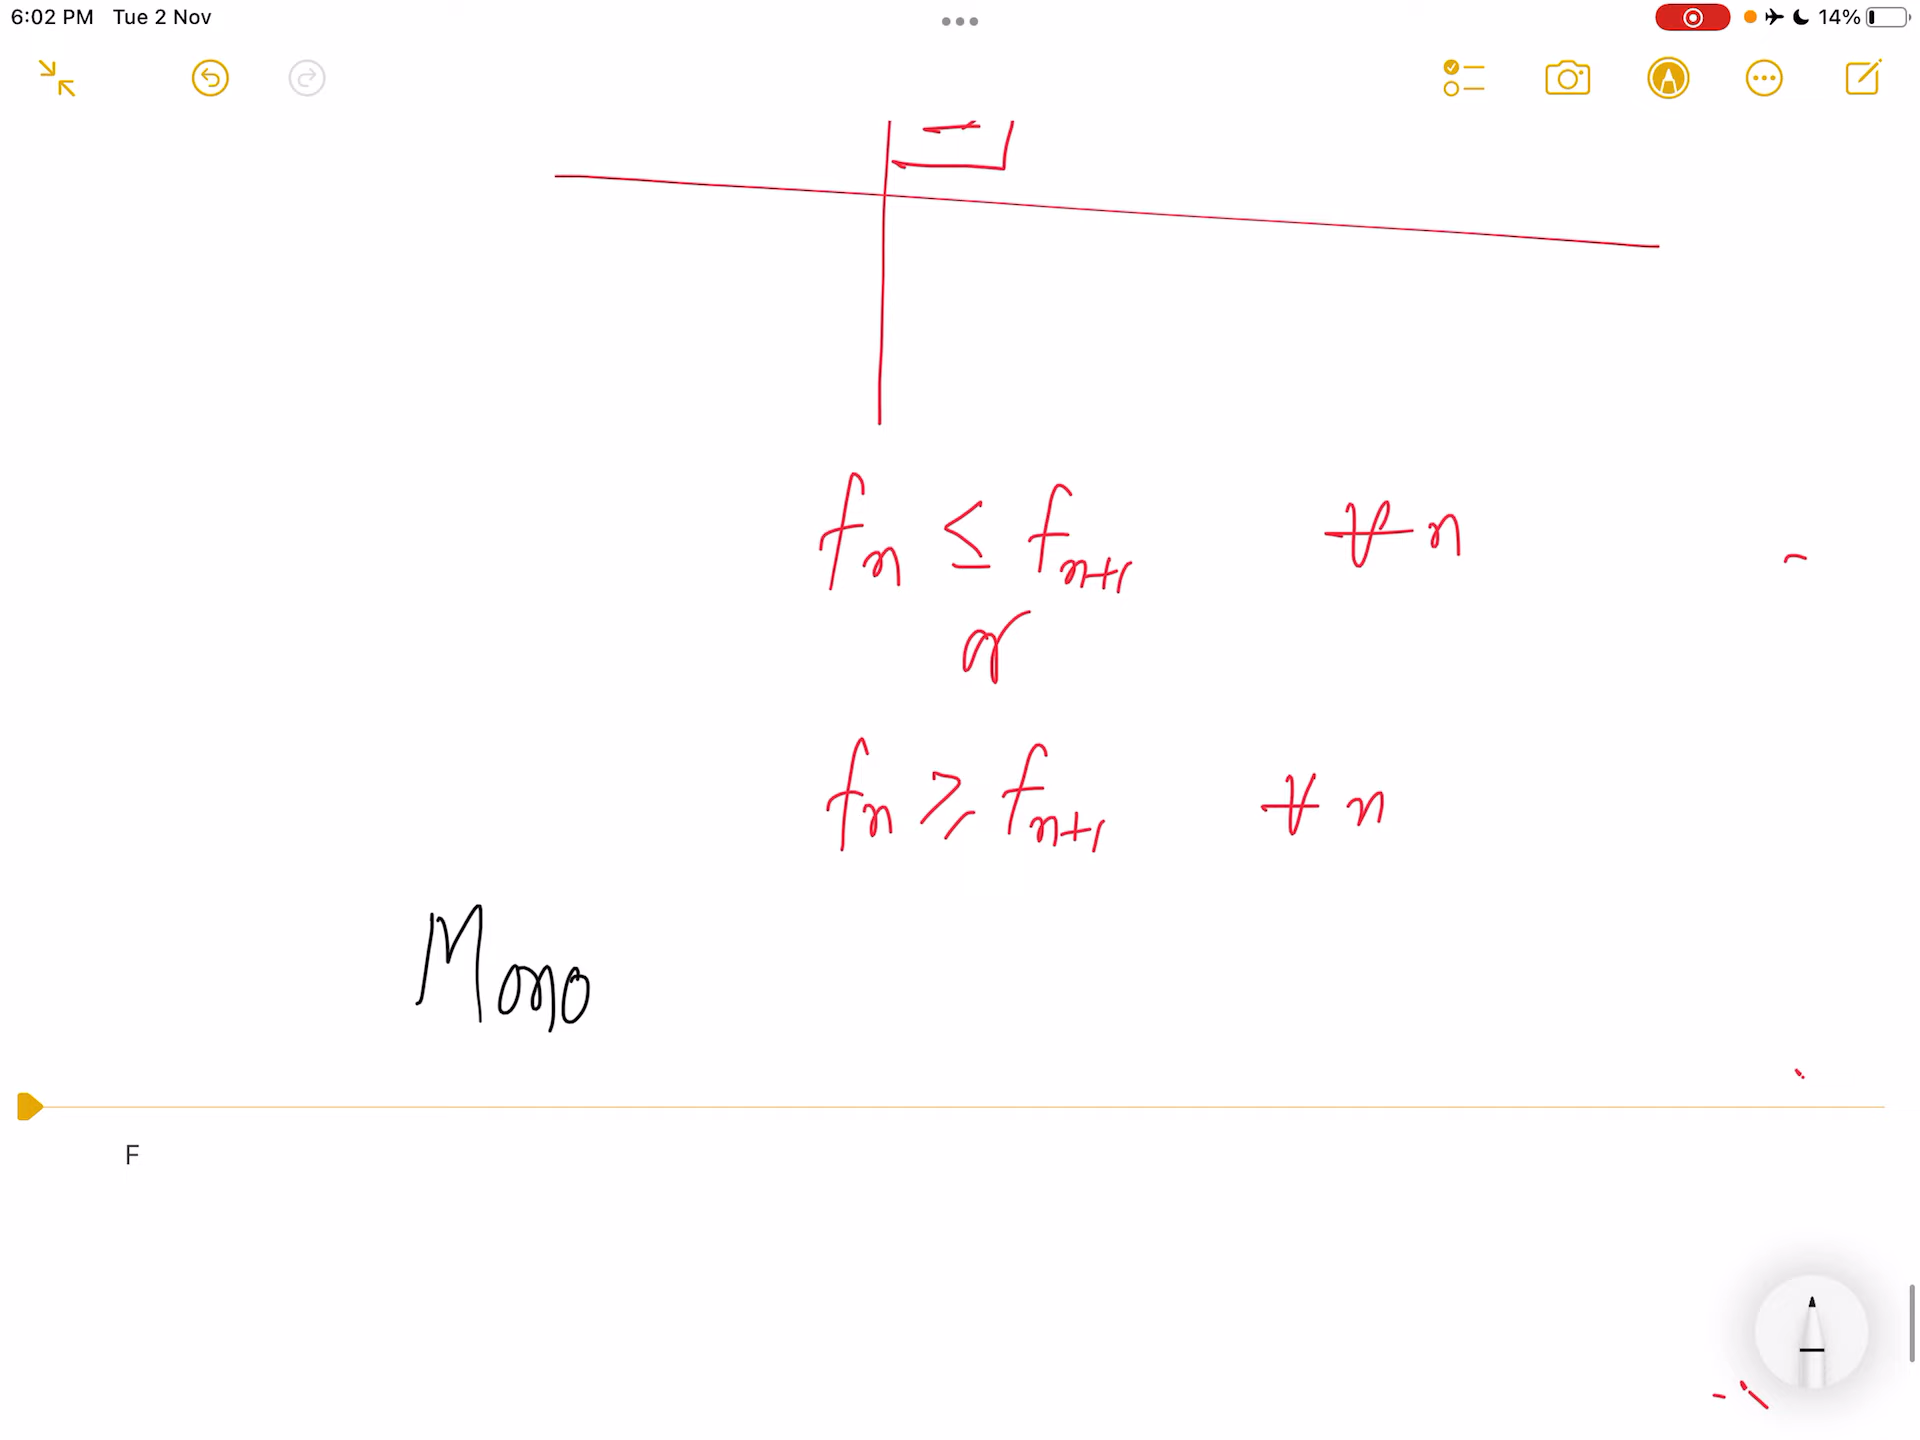 6:02 PM Tue 2 Nov 14%
fn ≤ fn+1 ∀ n
or
fn ≥ fn+1 ∀ n
Mono
F